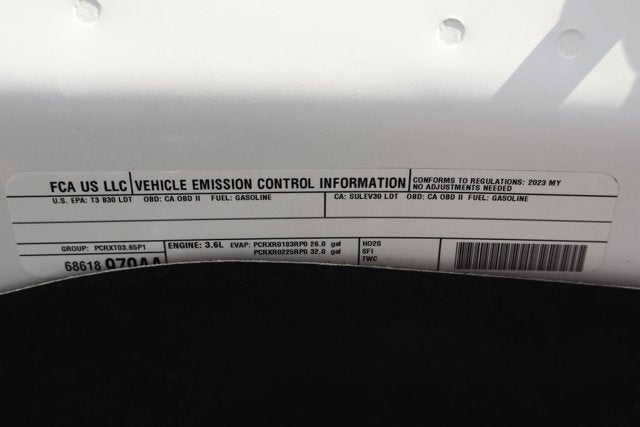 FCA US LLC VEHICLE EMISSION CONTROL INFORMATION CONFORMS TO REGULATIONS: 2023 MY
NO ADJUSTMENTS NEEDED
U.S. EPA: T3 B30 LDT OBD: CA OBD II FUEL: GASOLINE CA: SULEV30 LDT OBD: CA OBD II FUEL: GASOLINE
GROUP: PCRXT03.65P1 ENGINE: 3.6L EVAP: PCRXR0183RP0 26.0 gal HO2S
PCRXR0225RP0 32.0 gal SFI
68618 970AA TWC